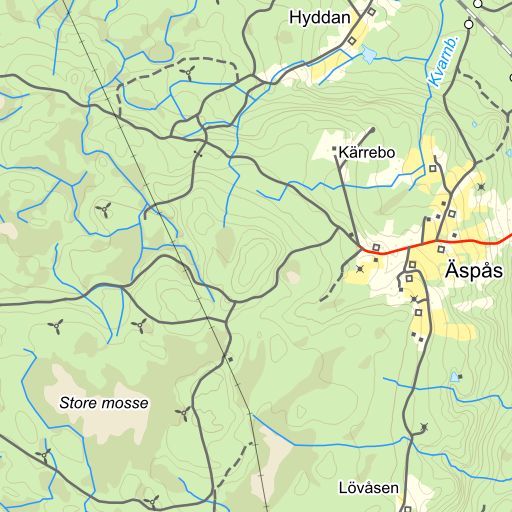 Hyddan
Kvarnb.
Kärrebo
Äspås
Store mosse
Lövåsen